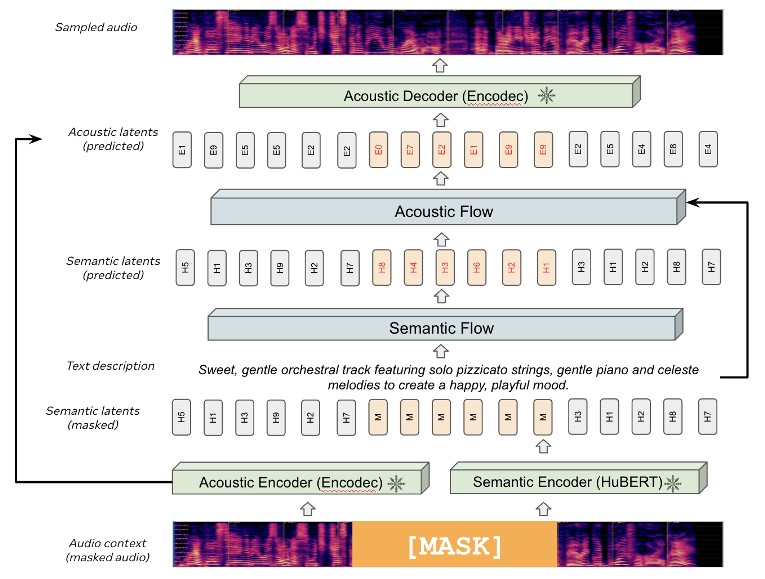 Sampled audio
Acoustic Decoder (Encodec)
Acoustic latents
(predicted)
E1 E9 E5 E5 E2 E2 E0 E7 E2 E1 E9 E9 E2 E5 E4 E8 E4
Acoustic Flow
Semantic latents
(predicted)
H5 H1 H3 H9 H2 H7 H8 H4 H3 H6 H2 H1 H3 H1 H2 H8 H7
Semantic Flow
Text description
Sweet, gentle orchestral track featuring solo pizzicato strings, gentle piano and celeste
melodies to create a happy, playful mood.
Semantic latents
(masked)
H5 H1 H3 H9 H2 H7 M M M M M M H3 H1 H2 H8 H7
Acoustic Encoder (Encodec)
Semantic Encoder (HuBERT)
Audio context
(masked audio)
[MASK]